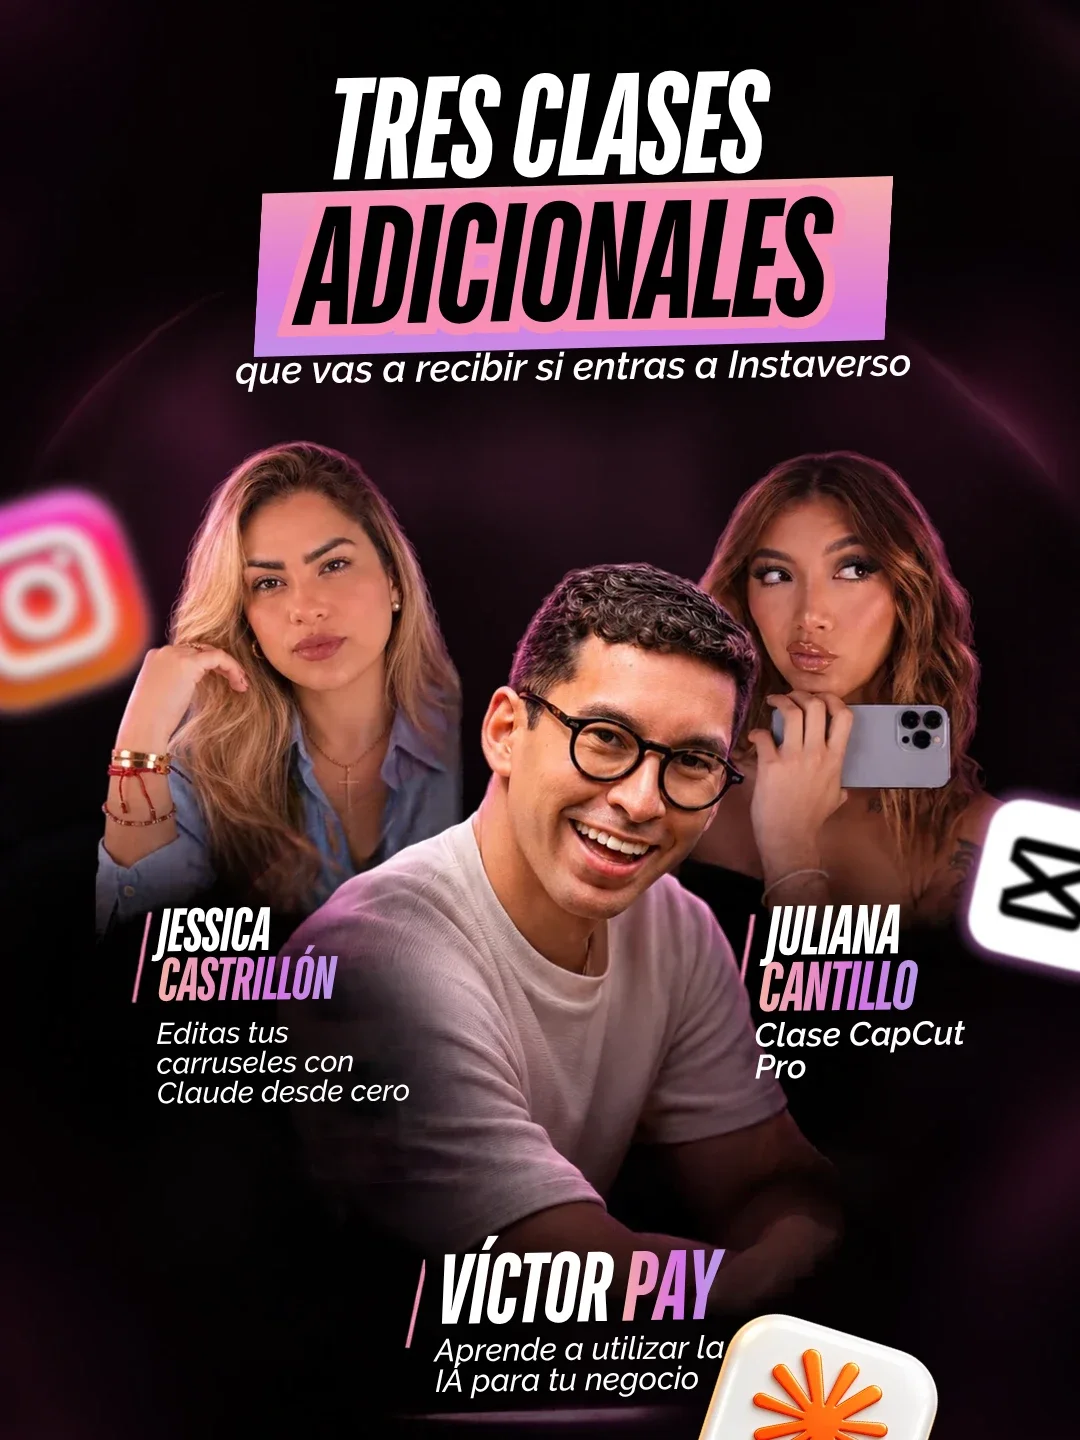 TRES CLASES
ADICIONALES
que vas a recibir si entras a Instaverso
JESSICA
CASTRILLÓN
Editas tus
carruseles con
Claude desde cero
JULIANA
CANTILLO
Clase CapCut
Pro
VÍCTOR PAY
Aprende a utilizar la
IA para tu negocio